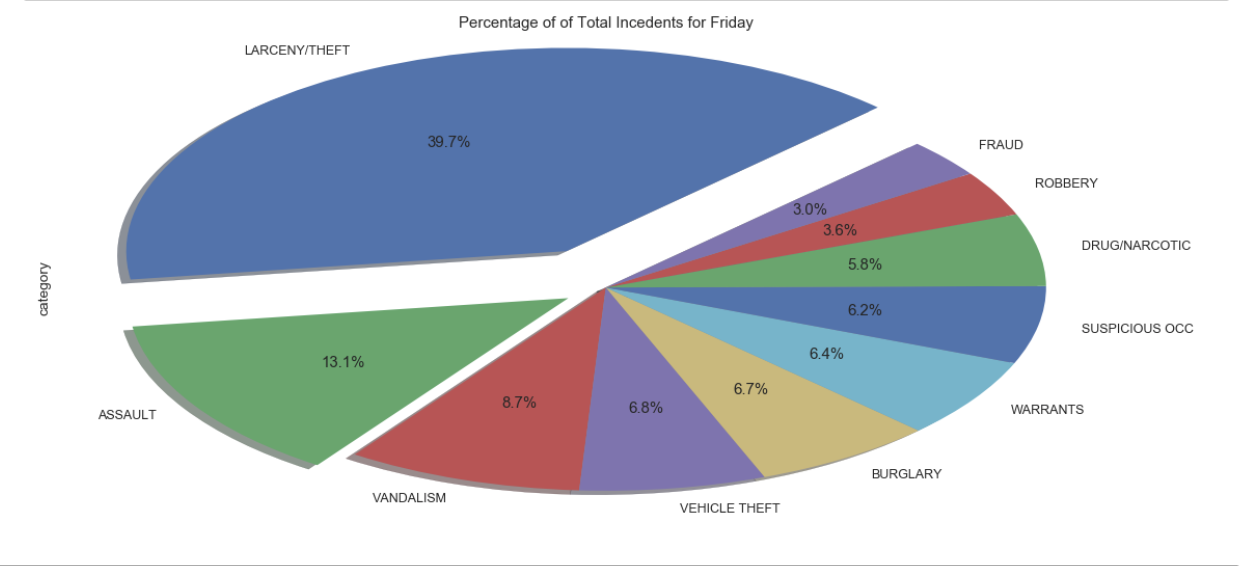 Percentage of of Total Incedents for Friday
LARCENY/THEFT
39.7%
FRAUD
3.0%
ROBBERY
3.6%
DRUG/NARCOTIC
5.8%
category
6.2%
SUSPICIOUS OCC
6.4%
WARRANTS
13.1%
ASSAULT
8.7%
6.8%
6.7%
BURGLARY
VANDALISM
VEHICLE THEFT